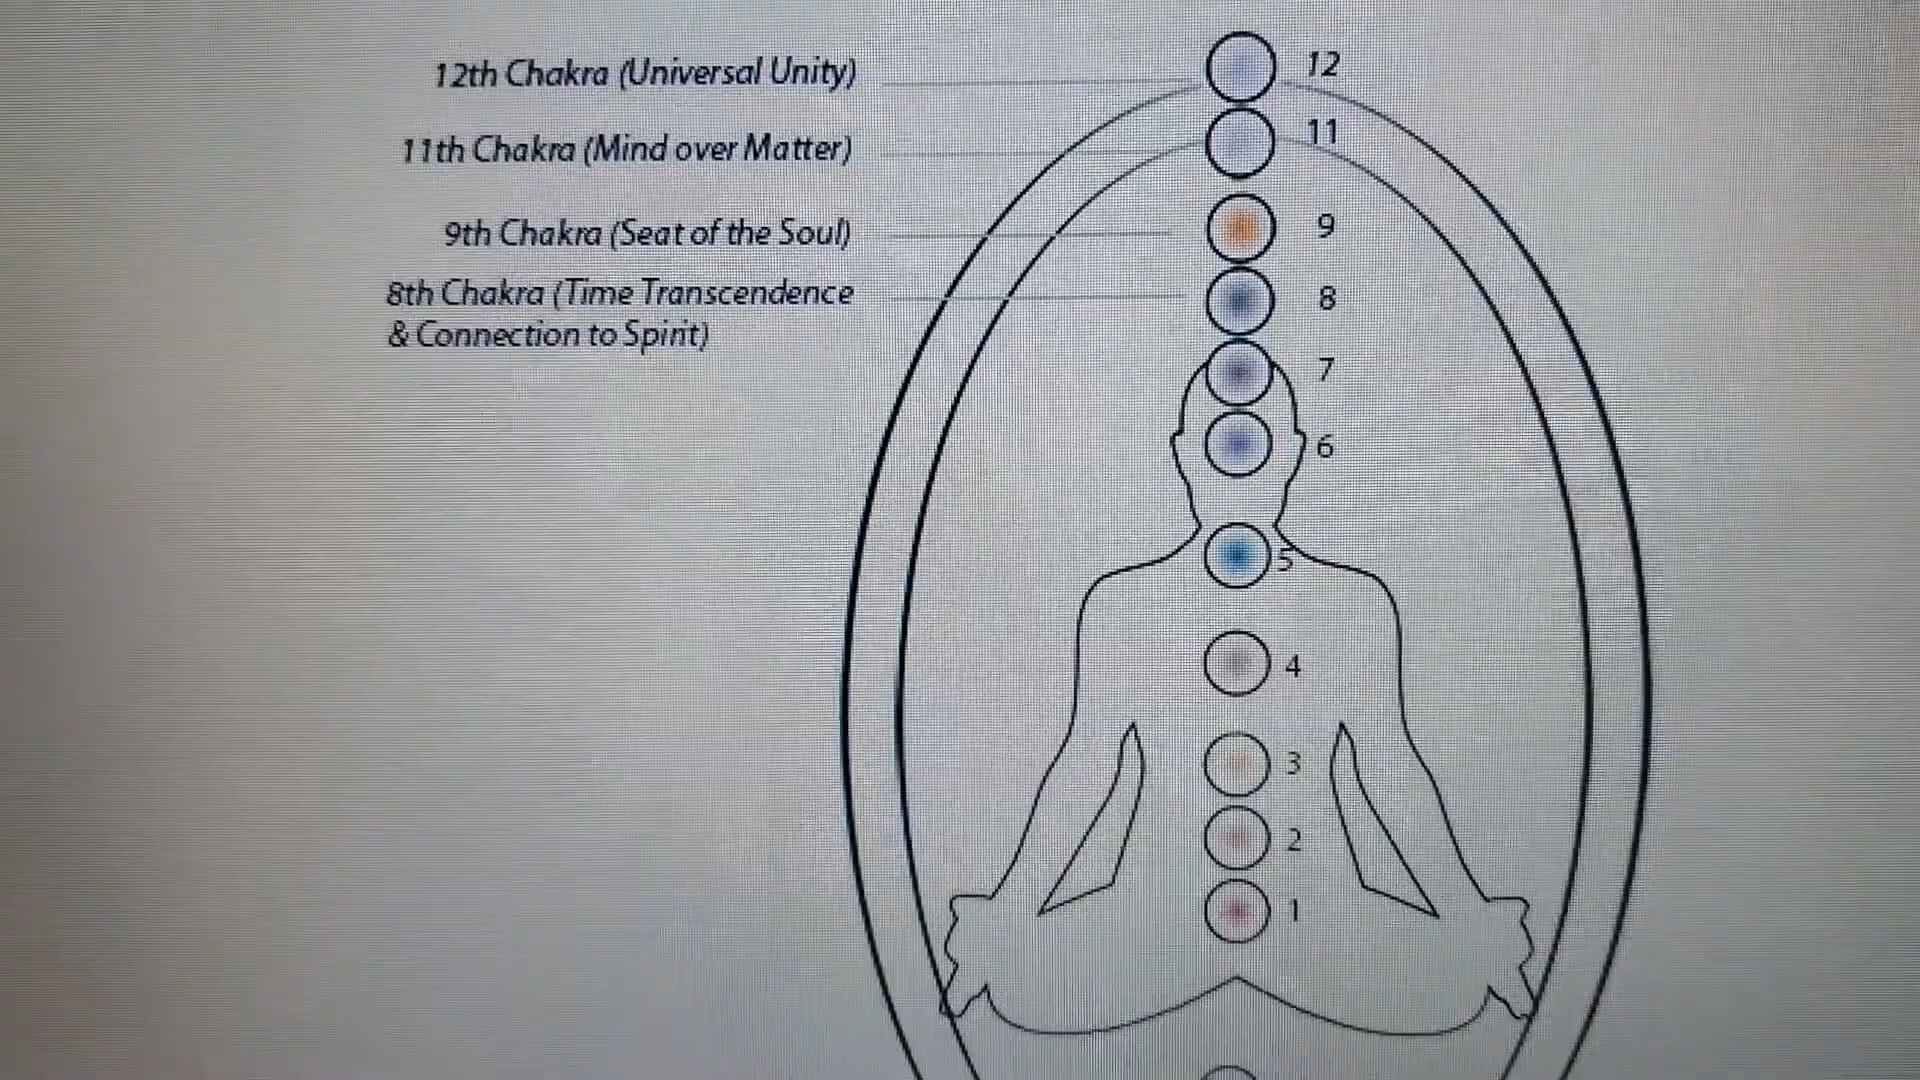 12th Chakra (Universal Unity)
12
11th Chakra (Mind over Matter)
11
9th Chakra (Seat of the Soul)
9
8th Chakra (Time Transcendence
& Connection to Spirit)
8
7
6
5
4
3
2
1